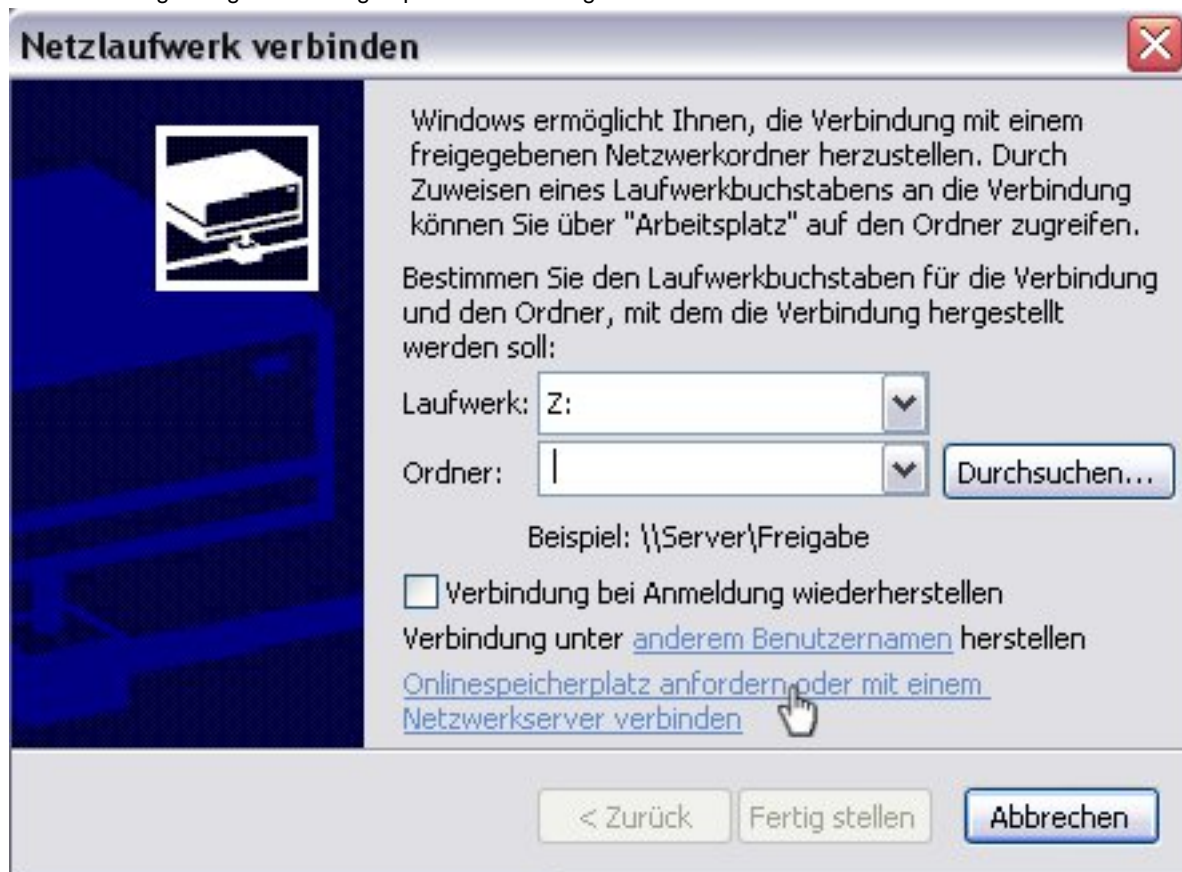 Netzlaufwerk verbinden
Windows ermöglicht Ihnen, die Verbindung mit einem
freigegebenen Netzwerkordner herzustellen. Durch
Zuweisen eines Laufwerkbuchstabens an die Verbindung
können Sie über "Arbeitsplatz" auf den Ordner zugreifen.
Bestimmen Sie den Laufwerkbuchstaben für die Verbindung
und den Ordner, mit dem die Verbindung hergestellt
werden soll:
Laufwerk: Z:
Ordner: Durchsuchen...
Beispiel: \\Server\Freigabe
Verbindung bei Anmeldung wiederherstellen
Verbindung unter anderem Benutzernamen herstellen
Onlinespeicherplatz anfordern oder mit einem
Netzwerkserver verbinden
< Zurück Fertig stellen Abbrechen